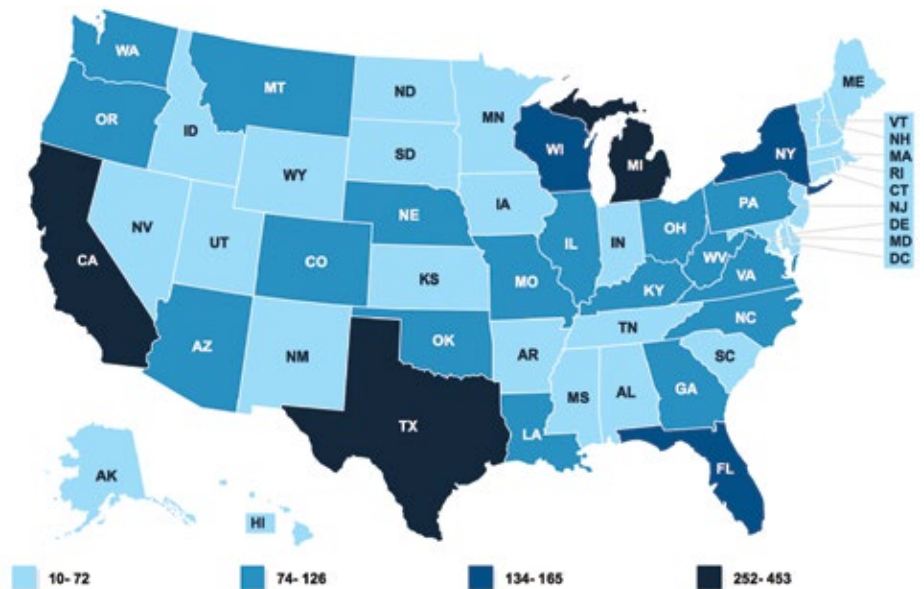 WA
MT
ND
MN
ME
VT
NH
MA
RI
CT
NJ
DE
MD
DC
OR
ID
SD
WI
MI
NY
WY
IA
PA
NE
NV
UT
IL
IN
OH
CA
CO
WV
VA
KS
MO
KY
NC
TN
AZ
NM
OK
AR
SC
MS
AL
GA
TX
LA
FL
AK
HI
10- 72
74- 126
134- 165
252- 453